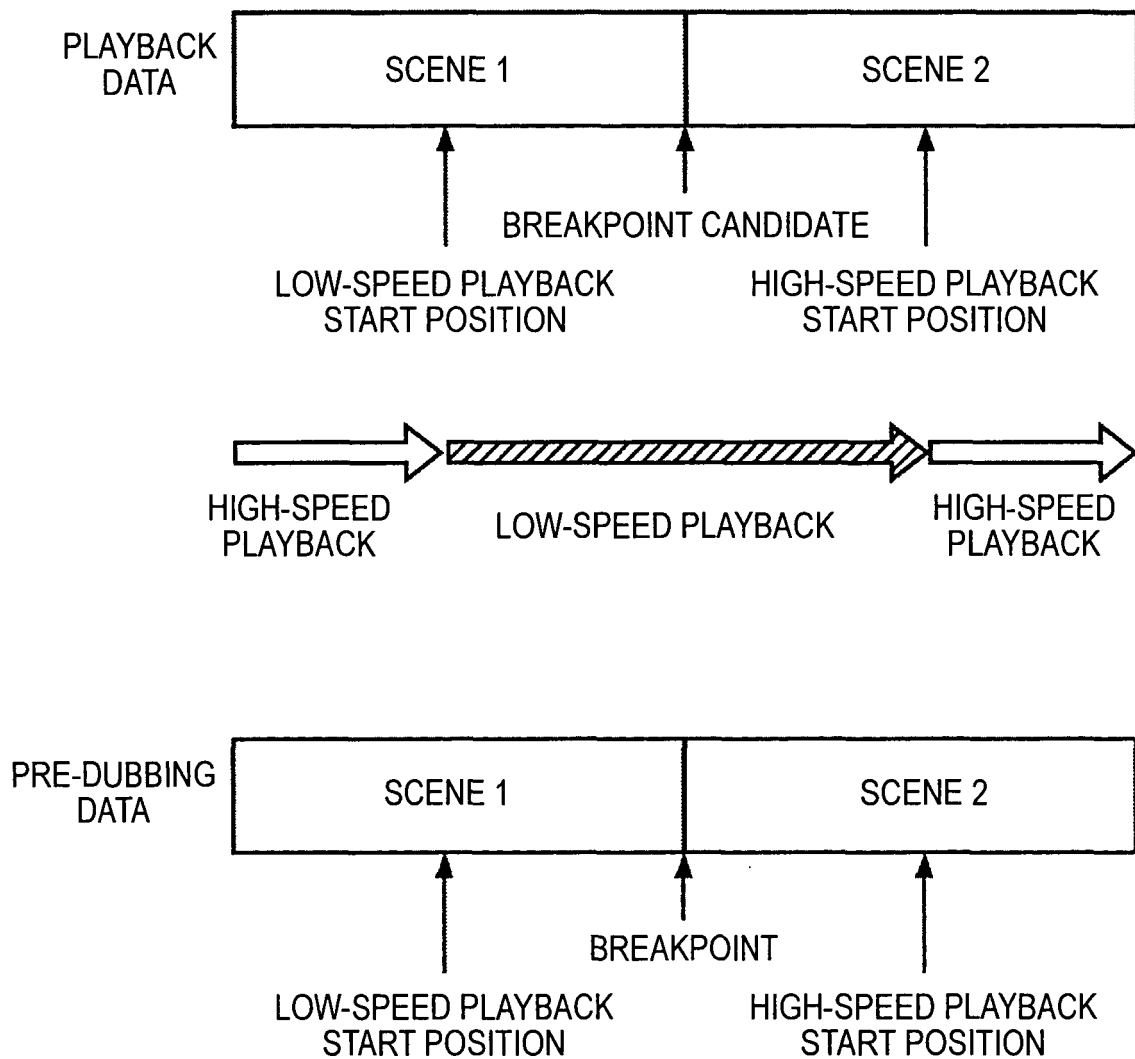 PLAYBACK
DATA
SCENE 1
SCENE 2
BREAKPOINT CANDIDATE
LOW-SPEED PLAYBACK
START POSITION
HIGH-SPEED PLAYBACK
START POSITION
HIGH-SPEED
PLAYBACK
LOW-SPEED PLAYBACK
HIGH-SPEED
PLAYBACK
PRE-DUBBING
DATA
SCENE 1
SCENE 2
BREAKPOINT
LOW-SPEED PLAYBACK
START POSITION
HIGH-SPEED PLAYBACK
START POSITION